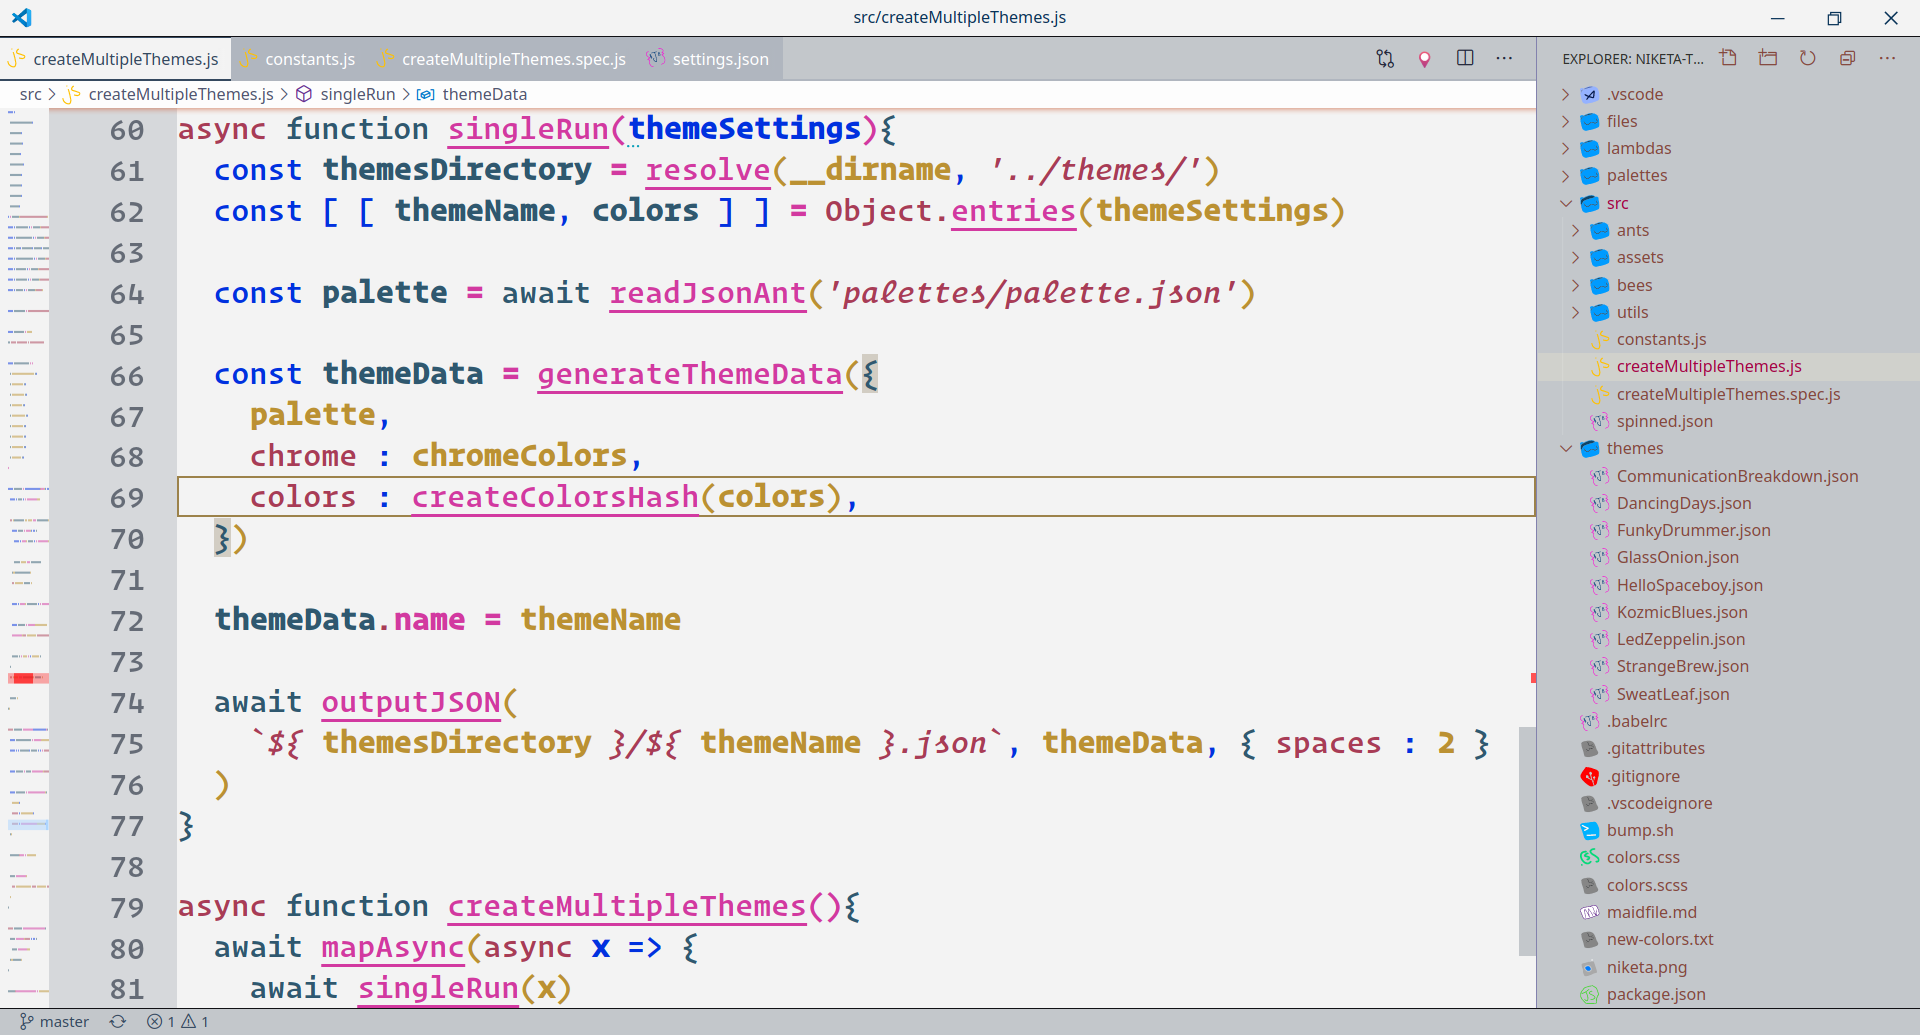 src/createMultipleThemes.js
createMultipleThemes.js constants.js createMultipleThemes.spec.js settings.json
src > createMultipleThemes.js > singleRun > themeData
60 async function singleRun(themeSettings){
61 const themesDirectory = resolve(__dirname, '../themes/')
62 const [ [ themeName, colors ] ] = Object.entries(themeSettings)
63
64 const palette = await readJsonAnt('palettes/palette.json')
65
66 const themeData = generateThemeData({
67 palette,
68 chrome : chromeColors,
69 colors : createColorsHash(colors),
70 })
71
72 themeData.name = themeName
73
74 await outputJSON(
75 `${ themesDirectory }/${ themeName }.json`, themeData, { spaces : 2 }
76 )
77 }
78
79 async function createMultipleThemes(){
80 await mapAsync(async x => {
81 await singleRun(x)
EXPLORER: NIKETA-T...
.vscode
files
lambdas
palettes
src
ants
assets
bees
utils
constants.js
createMultipleThemes.js
createMultipleThemes.spec.js
spinned.json
themes
CommunicationBreakdown.json
DancingDays.json
FunkyDrummer.json
GlassOnion.json
HelloSpaceboy.json
KozmicBlues.json
LedZeppelin.json
StrangeBrew.json
SweatLeaf.json
.babelrc
.gitattributes
.gitignore
.vscodeignore
bump.sh
colors.css
colors.scss
maidfile.md
new-colors.txt
niketa.png
package.json
master 1 1